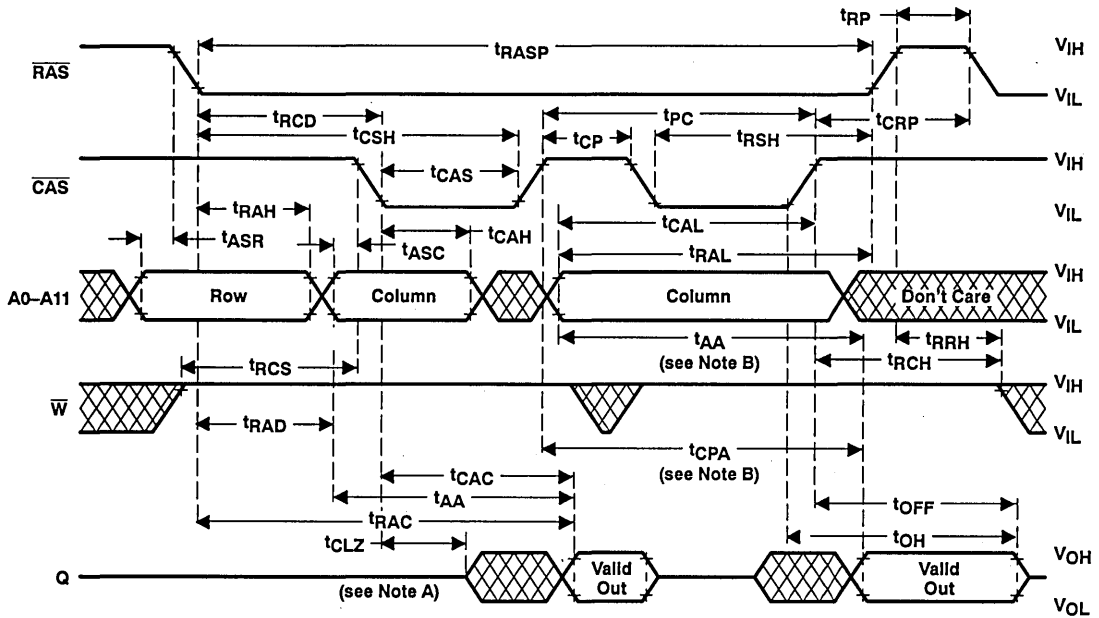 tRP
tRASP
VIH
RAS
VIL
tRCD
tPC
tCRP
tCSH
tCP
tRSH
VIH
CAS
tCAS
VIL
tRAH
tCAH
tCAL
tASR
tASC
tRAL
VIH
A0–A11
Row
Column
Column
Don't Care
VIL
tAA
(see Note B)
tRRH
tRCS
tRCH
VIH
W
tRAD
VIL
tCPA
(see Note B)
tCAC
tAA
tOFF
tRAC
tOH
tCLZ
VOH
Q
Valid
Out
Valid
Out
(see Note A)
VOL